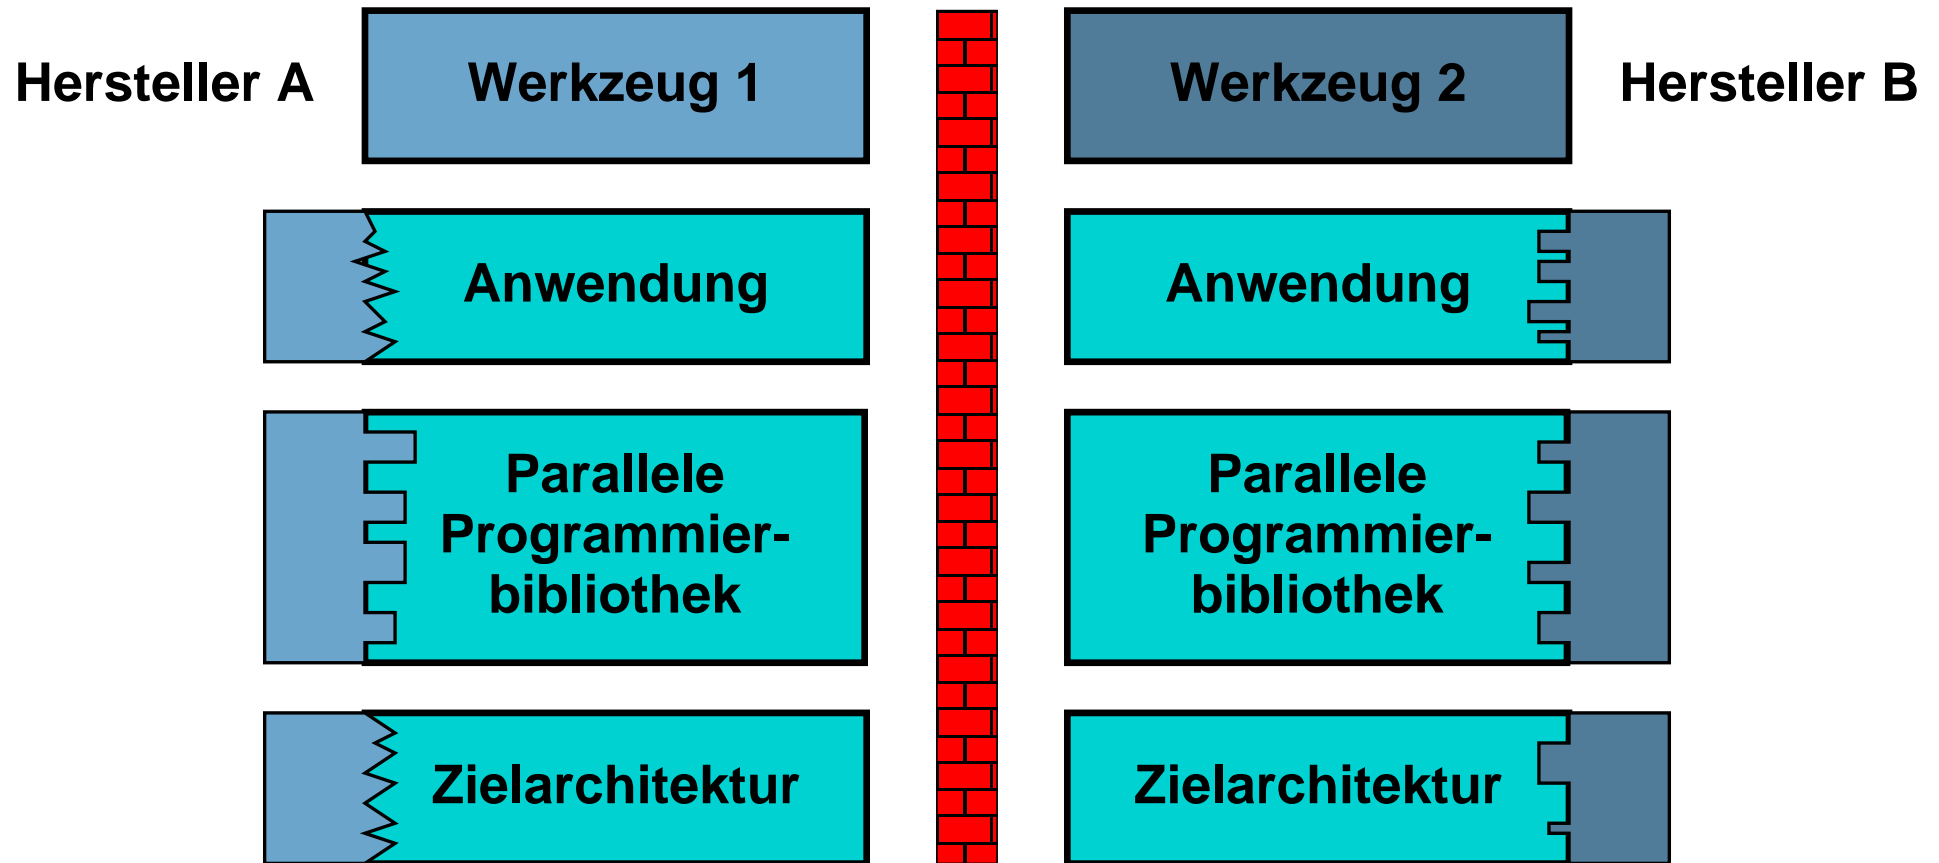 Hersteller A
Werkzeug 1
Werkzeug 2
Hersteller B
Anwendung
Anwendung
Parallele
Programmier-
bibliothek
Parallele
Programmier-
bibliothek
Zielarchitektur
Zielarchitektur